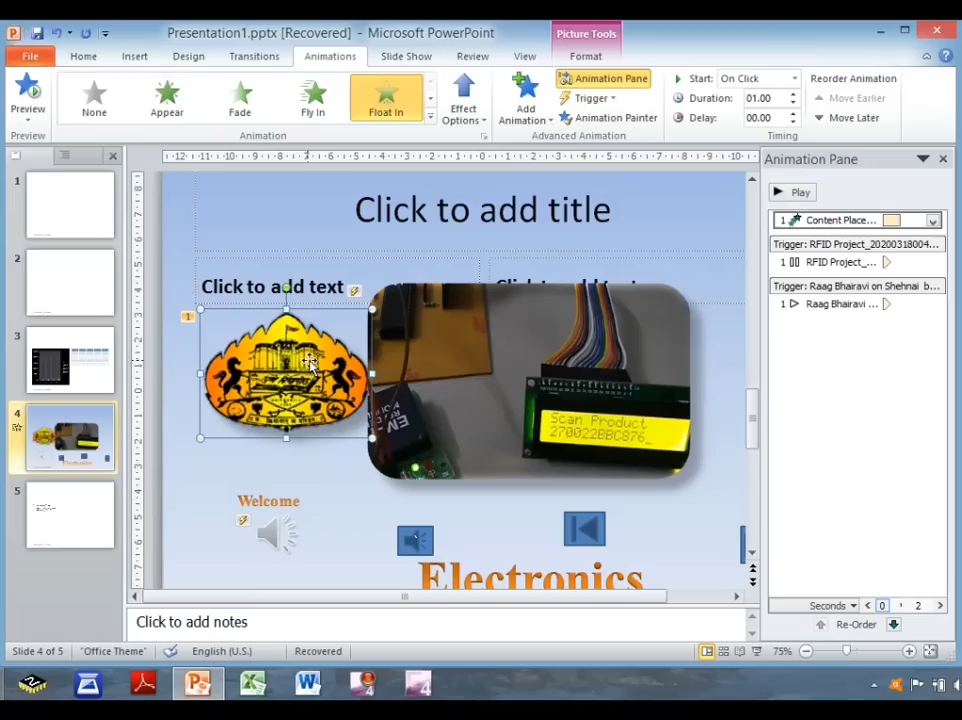 Presentation1.pptx [Recovered] - Microsoft PowerPoint
Picture Tools
File Home Insert Design Transitions Animations Slide Show Review View Format
Preview
None
Appear
Fade
Fly In
Float In
Effect Options
Add Animation
Animation Pane
Trigger
Animation Painter
Start: On Click
Duration: 01.00
Delay: 00.00
Reorder Animation
Move Earlier
Move Later
Preview
Animation
Advanced Animation
Timing
1
2
3
4
5
Click to add title
Click to add text
1
Scan Product
270022BBC876_
Welcome
Electronics
Animation Pane
Play
1 Content Place...
Trigger: RFID Project_20200318004...
1 RFID Project_...
Trigger: Raag Bhairavi on Shehnai b...
1 Raag Bhairavi ...
Seconds 0 2
Re-Order
Click to add notes
Slide 4 of 5
"Office Theme"
English (U.S.)
Recovered
75%